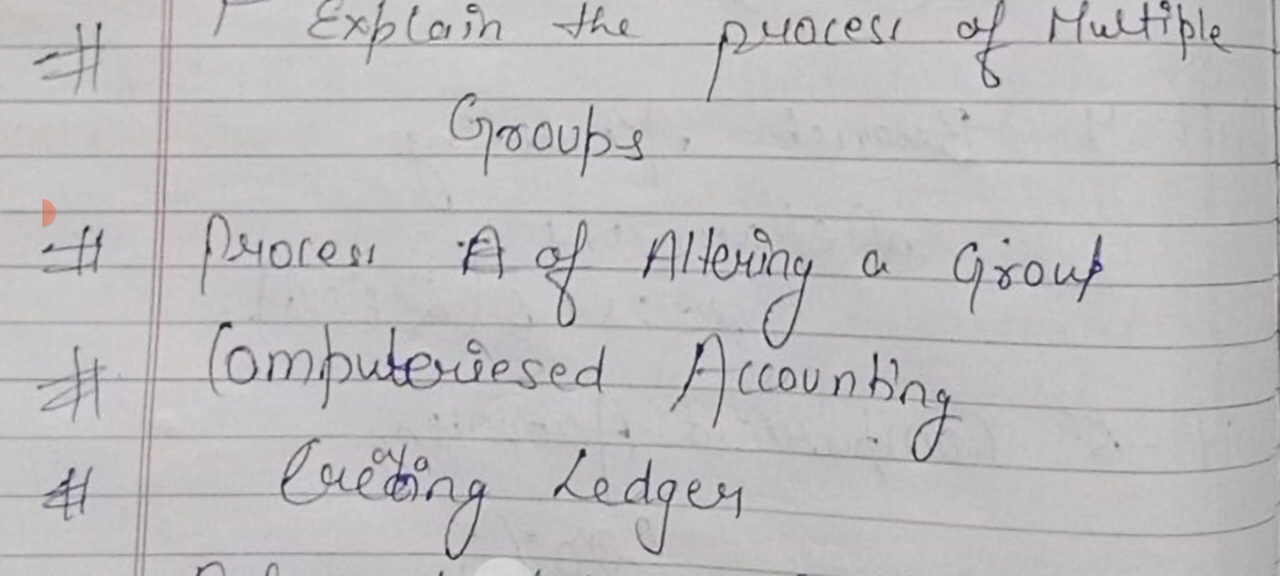 # Explain the process of Multiple
Groups.
# Process A of Altering a Group
# Computeriesed Accounting
# Creating Ledger